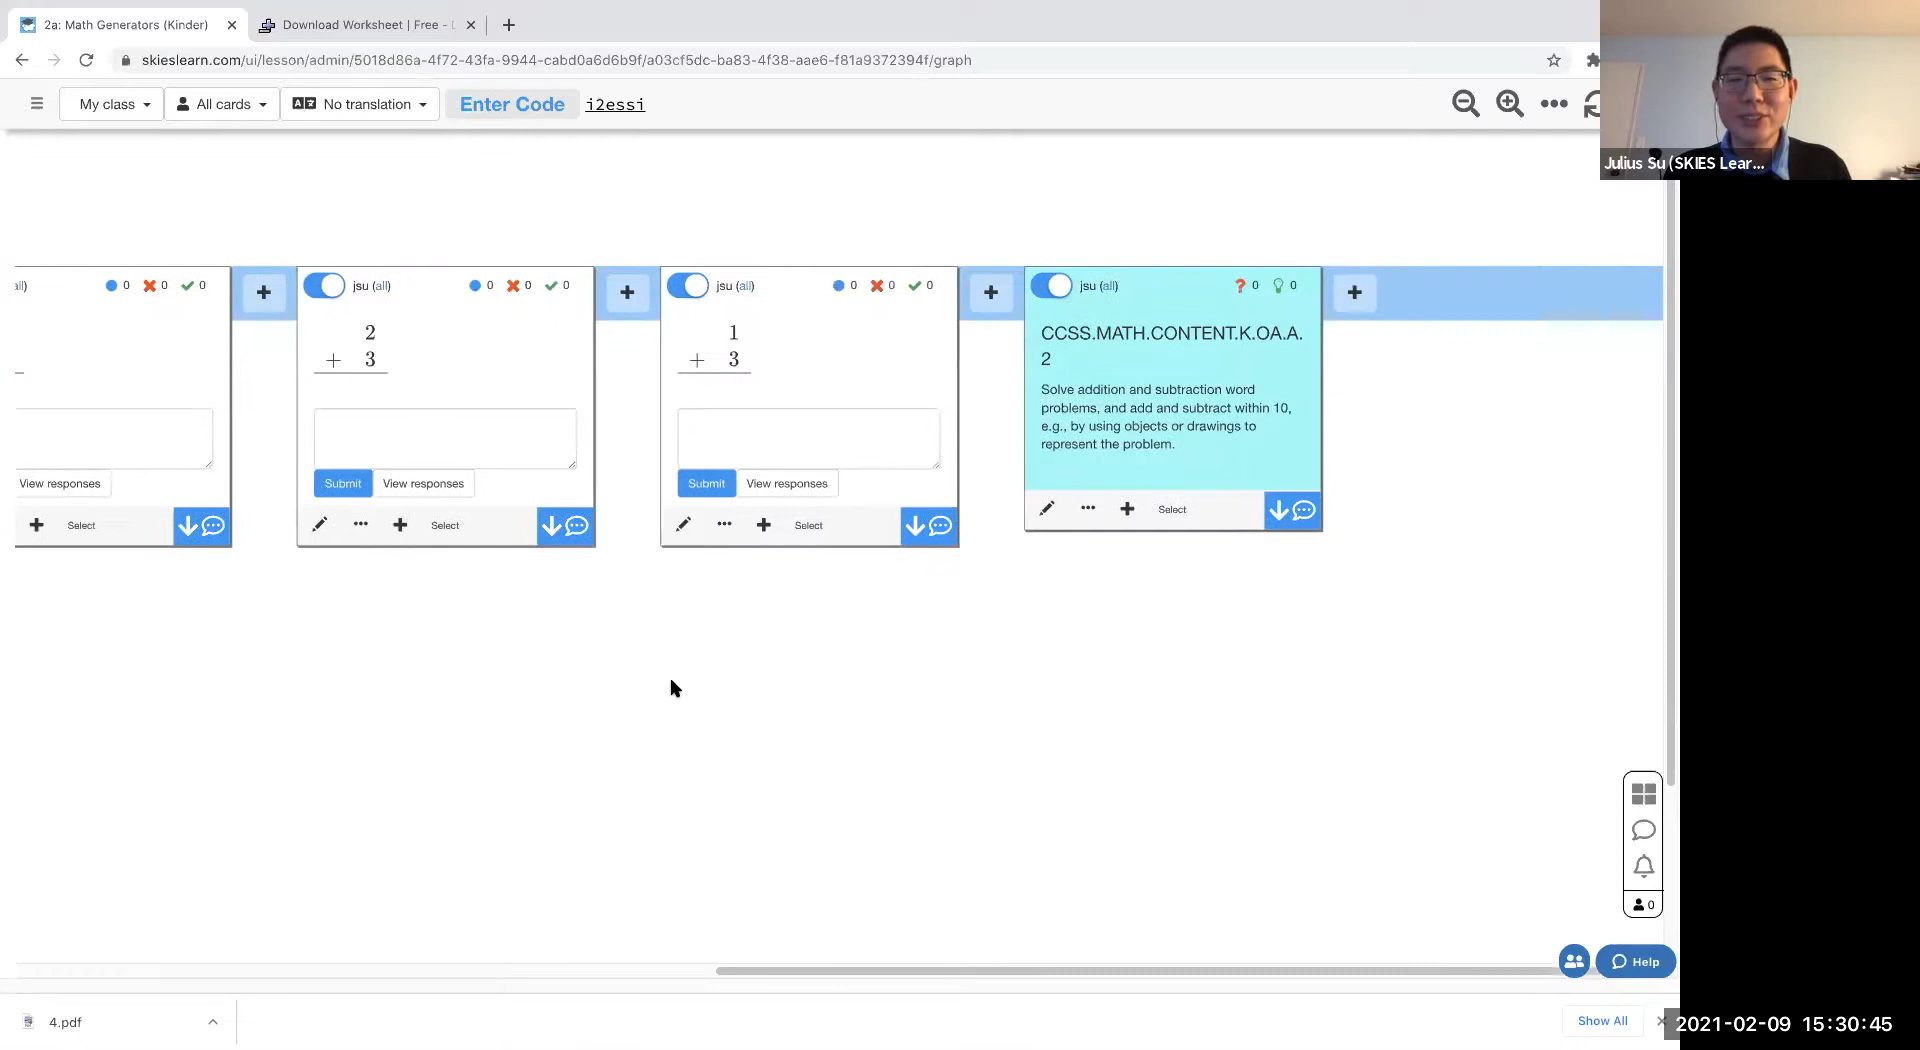 2a: Math Generators (Kinder)
Download Worksheet | Free -
skieslearn.com/ui/lesson/admin/5018d86a-4f72-43fa-9944-cabd0a6d6b9f/a03cf5dc-ba83-4f38-aae6-f81a9372394f/graph
My class
All cards
No translation
Enter Code
i2essi
Julius Su (SKIES Lear...
all)
0
0
0
View responses
Select
jsu (all)
0
0
0
2
+ 3
Submit
View responses
Select
jsu (all)
0
0
0
1
+ 3
Submit
View responses
Select
jsu (all)
? 0
0
CCSS.MATH.CONTENT.K.OA.A.
2
Solve addition and subtraction word
problems, and add and subtract within 10,
e.g., by using objects or drawings to
represent the problem.
Select
0
Help
4.pdf
Show All
2021-02-09 15:30:45